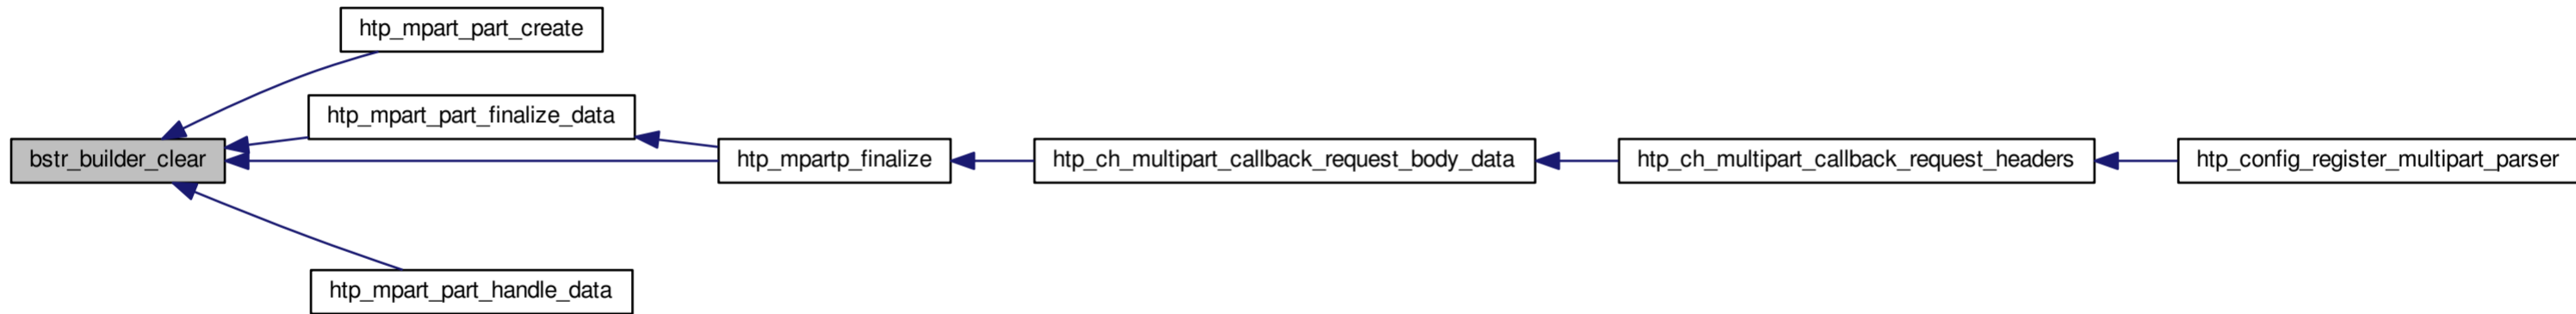 htp_mpart_part_create
htp_mpart_part_finalize_data
bstr_builder_clear
htp_mpartp_finalize
htp_ch_multipart_callback_request_body_data
htp_ch_multipart_callback_request_headers
htp_config_register_multipart_parser
htp_mpart_part_handle_data